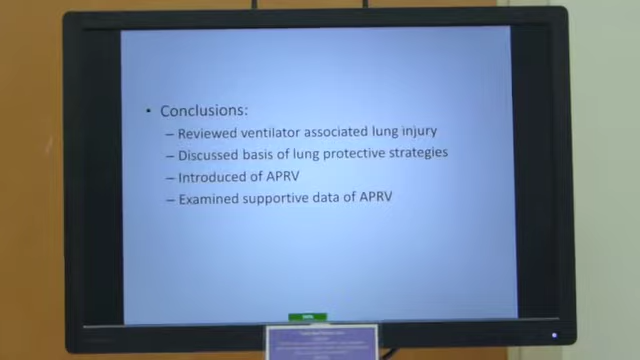 • Conclusions:
– Reviewed ventilator associated lung injury
– Discussed basis of lung protective strategies
– Introduced of APRV
– Examined supportive data of APRV